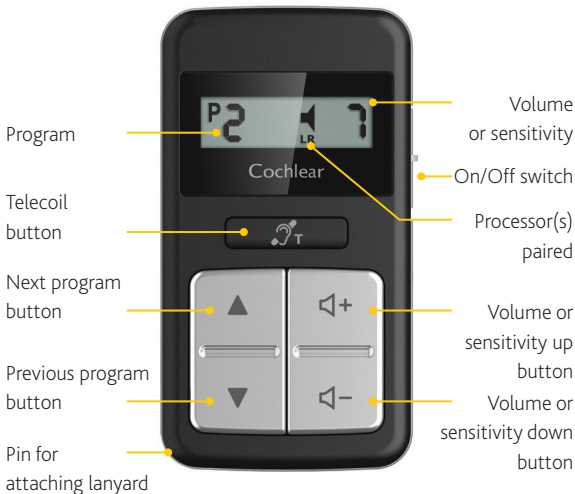 P2 7
LR
Cochlear
T
+
−
Program
Telecoil
button
Next program
button
Previous program
button
Pin for
attaching lanyard
Volume
or sensitivity
On/Off switch
Processor(s)
paired
Volume or
sensitivity up
button
Volume or
sensitivity down
button